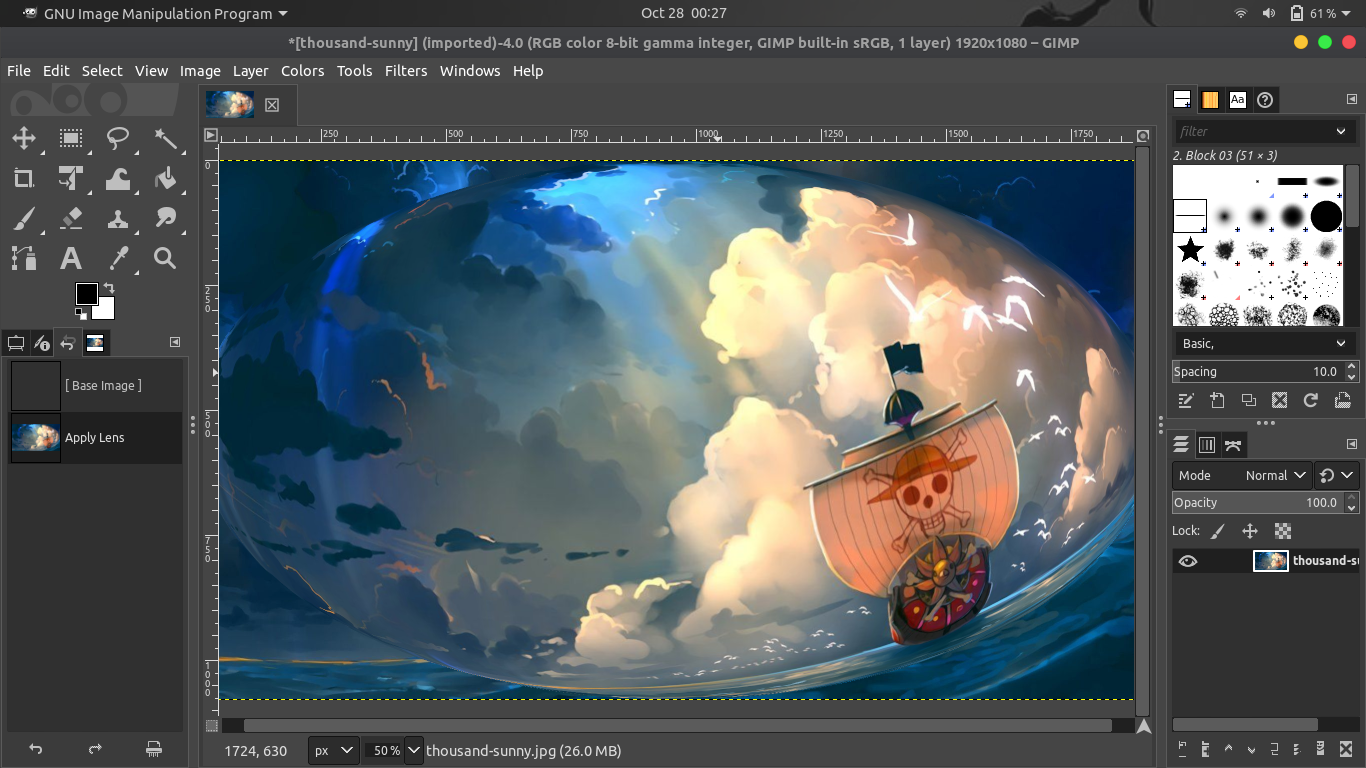 GNU Image Manipulation Program
Oct 28 00:27
61 %
*[thousand-sunny] (imported)-4.0 (RGB color 8-bit gamma integer, GIMP built-in sRGB, 1 layer) 1920x1080 – GIMP
File Edit Select View Image Layer Colors Tools Filters Windows Help
250 500 750 1000 1250 1500 1750
Aa
filter
2. Block 03 (51 × 3)
0
250
500
750
1000
Basic,
Spacing 10.0
[ Base Image ]
Apply Lens
Mode Normal
Opacity 100.0
Lock:
thousand-su
1724, 630 px 50 % thousand-sunny.jpg (26.0 MB)